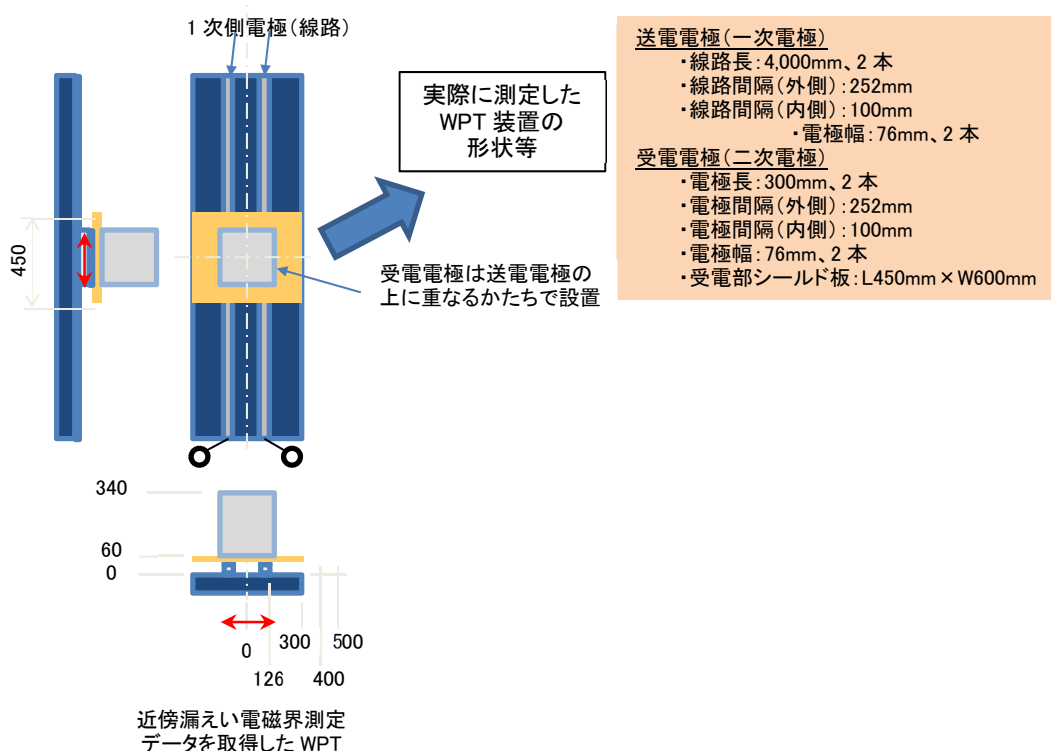 1 次側電極(線路)
実際に測定した
WPT 装置の
形状等
送電電極(一次電極)
・線路長:4,000mm、2 本
・線路間隔(外側):252mm
・線路間隔(内側):100mm
・電極幅:76mm、2 本
受電電極(二次電極)
・電極長:300mm、2 本
・電極間隔(外側):252mm
・電極間隔(内側):100mm
・電極幅:76mm、2 本
・受電部シールド板:L450mm×W600mm
450
受電電極は送電電極の
上に重なるかたちで設置
340
60
0
0
300
500
126
400
近傍漏えい電磁界測定
データを取得した WPT